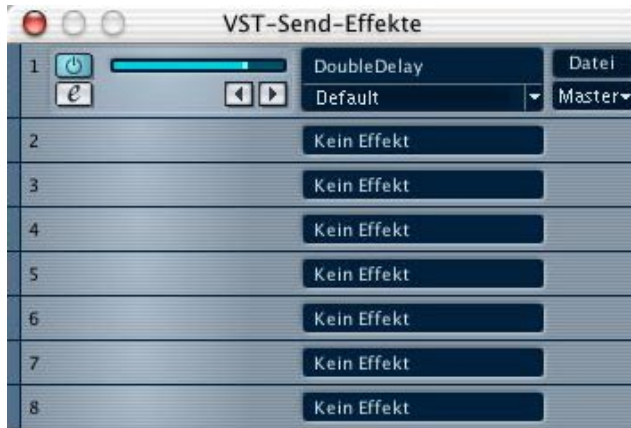 VST-Send-Effekte
1 e DoubleDelay Datei
Default Master
2 Kein Effekt
3 Kein Effekt
4 Kein Effekt
5 Kein Effekt
6 Kein Effekt
7 Kein Effekt
8 Kein Effekt